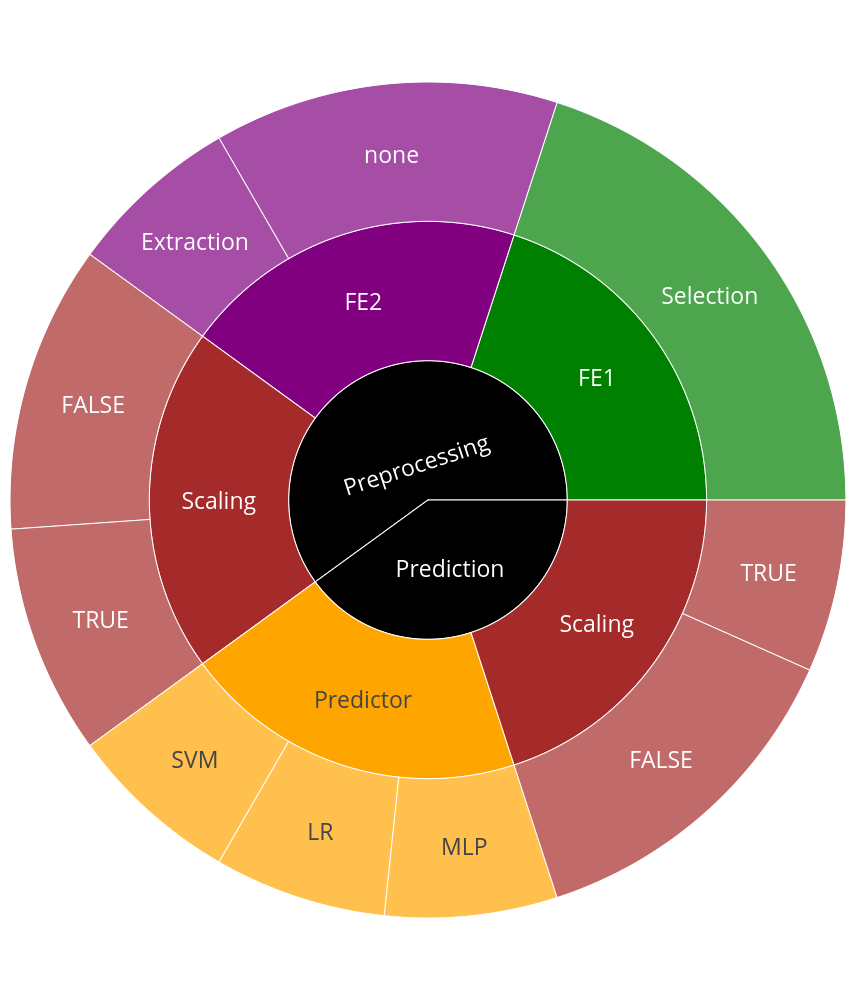 none
Extraction
Selection
FE2
FE1
FALSE
Preprocessing
Scaling
Prediction
TRUE
TRUE
Scaling
Predictor
SVM
FALSE
LR
MLP